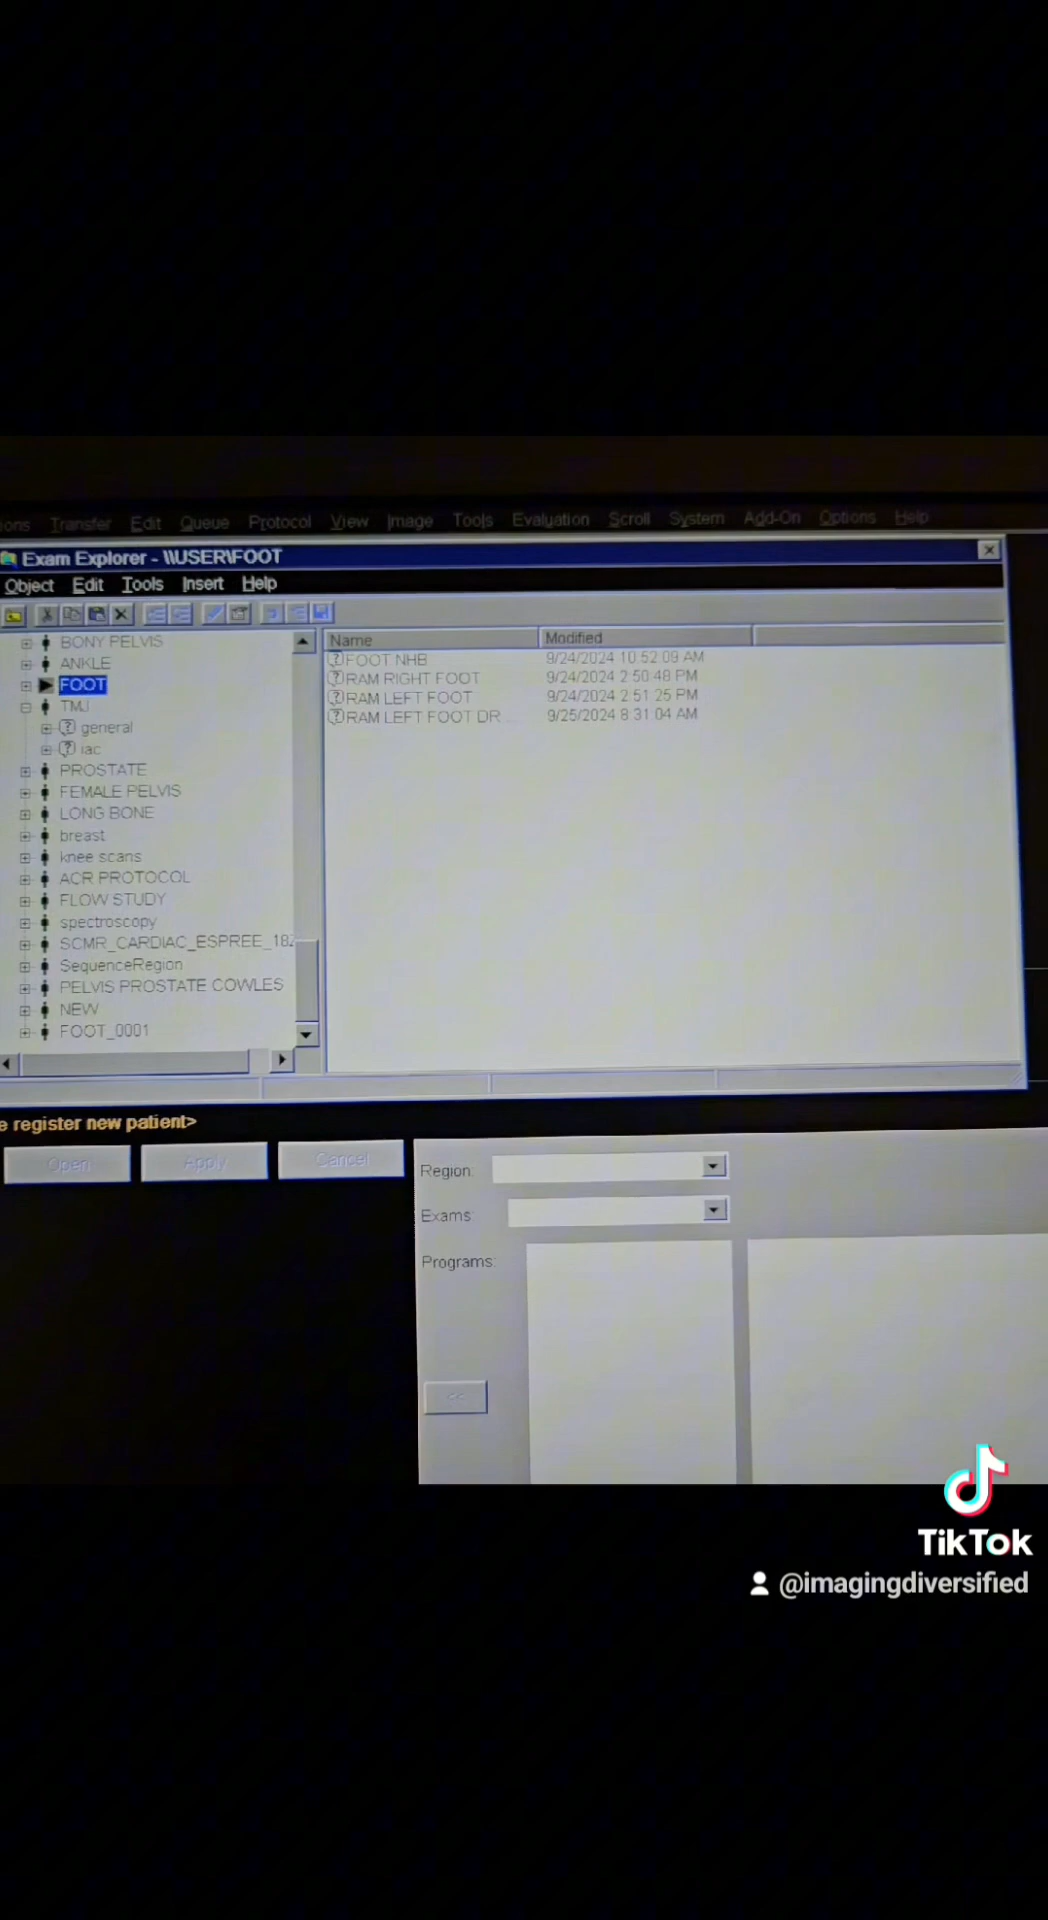 ions Transfer Edit Queue Protocol View Image Tools Evaluation Scroll System Add-On Options Help
Exam Explorer - \\USER\FOOT
Object Edit Tools Insert Help
Name Modified
BONY PELVIS
ANKLE
FOOT
TMJ
general
iac
PROSTATE
FEMALE PELVIS
LONG BONE
breast
knee scans
ACR PROTOCOL
FLOW STUDY
spectroscopy
SCMR_CARDIAC_ESPREE_18
SequenceRegion
PELVIS PROSTATE COWLES
NEW
FOOT_0001
FOOT NHB 9/24/2024 10:52:09 AM
RAM RIGHT FOOT 9/24/2024 2:50:48 PM
RAM LEFT FOOT 9/24/2024 2:51:25 PM
RAM LEFT FOOT DR... 9/25/2024 8:31:04 AM
e register new patient>
Open Apply Cancel
Region:
Exams:
Programs:
<<
TikTok
@imagingdiversified